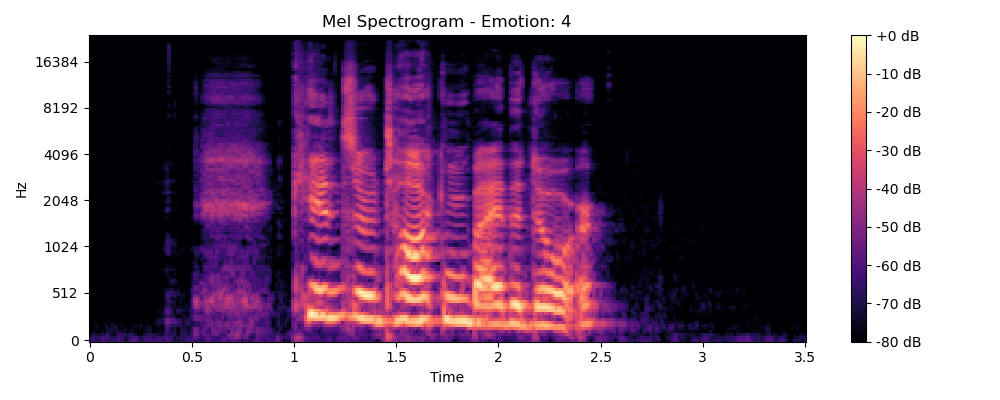 Mel Spectrogram - Emotion: 4
Hz
16384
8192
4096
2048
1024
512
0
0 0.5 1 1.5 2 2.5 3 3.5
Time
+0 dB
-10 dB
-20 dB
-30 dB
-40 dB
-50 dB
-60 dB
-70 dB
-80 dB